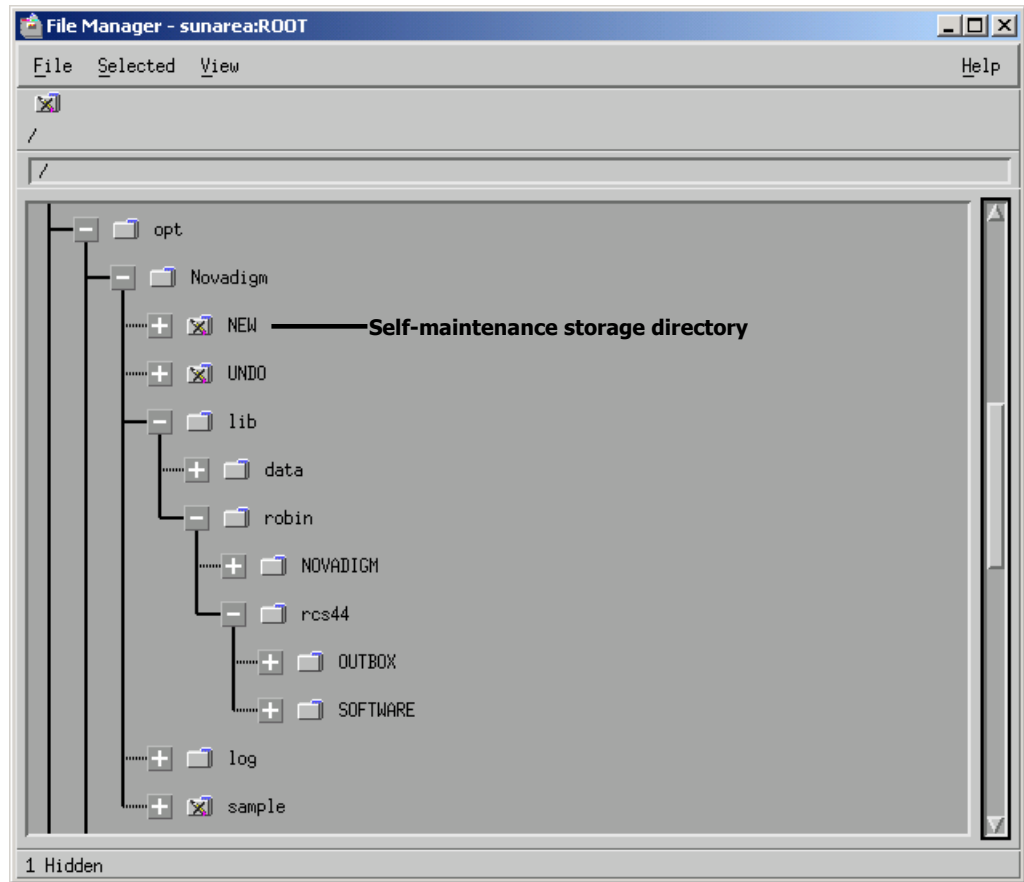 File Manager - sunarea:ROOT
File Selected View Help
/
/
opt
Novadigm
NEW Self-maintenance storage directory
UNDO
lib
data
robin
NOVADIGM
rcs44
OUTBOX
SOFTWARE
log
sample
1 Hidden